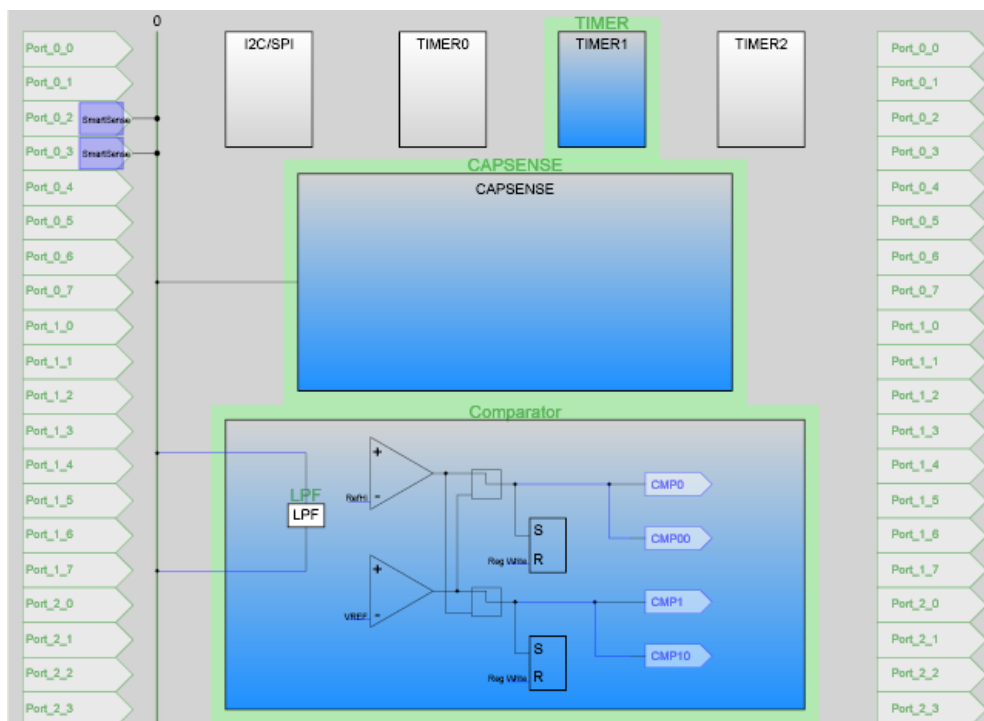 0
TIMER
Port_0_0
I2C/SPI
TIMER0
TIMER1
TIMER2
Port_0_0
Port_0_1
Port_0_1
Port_0_2
SmartSense
Port_0_2
Port_0_3
SmartSense
Port_0_3
CAPSENSE
Port_0_4
CAPSENSE
Port_0_4
Port_0_5
Port_0_5
Port_0_6
Port_0_6
Port_0_7
Port_0_7
Port_1_0
Port_1_0
Port_1_1
Port_1_1
Port_1_2
Port_1_2
Comparator
Port_1_3
Port_1_3
+
Port_1_4
Port_1_4
CMP0
LPF
RefHi
-
Port_1_5
Port_1_5
LPF
S
CMP00
Port_1_6
Port_1_6
Reg Write
R
Port_1_7
+
Port_1_7
Port_2_0
CMP1
Port_2_0
VREF
-
Port_2_1
S
CMP10
Port_2_1
Port_2_2
Reg Write
R
Port_2_2
Port_2_3
Port_2_3